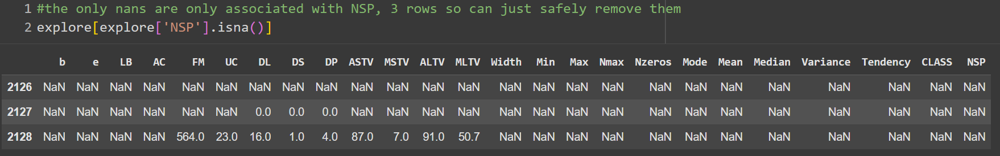 1 #the only nans are only associated with NSP, 3 rows so can just safely remove them
2 explore[explore['NSP'].isna()]
b e LB AC FM UC DL DS DP ASTV MSTV ALTV MLTV Width Min Max Nmax Nzeros Mode Mean Median Variance Tendency CLASS NSP
2126 NaN NaN NaN NaN NaN NaN NaN NaN NaN NaN NaN NaN NaN NaN NaN NaN NaN NaN NaN NaN NaN NaN NaN NaN NaN
2127 NaN NaN NaN NaN NaN NaN 0.0 0.0 0.0 NaN NaN NaN NaN NaN NaN NaN NaN NaN NaN NaN NaN NaN NaN NaN NaN
2128 NaN NaN NaN NaN 564.0 23.0 16.0 1.0 4.0 87.0 7.0 91.0 50.7 NaN NaN NaN NaN NaN NaN NaN NaN NaN NaN NaN NaN